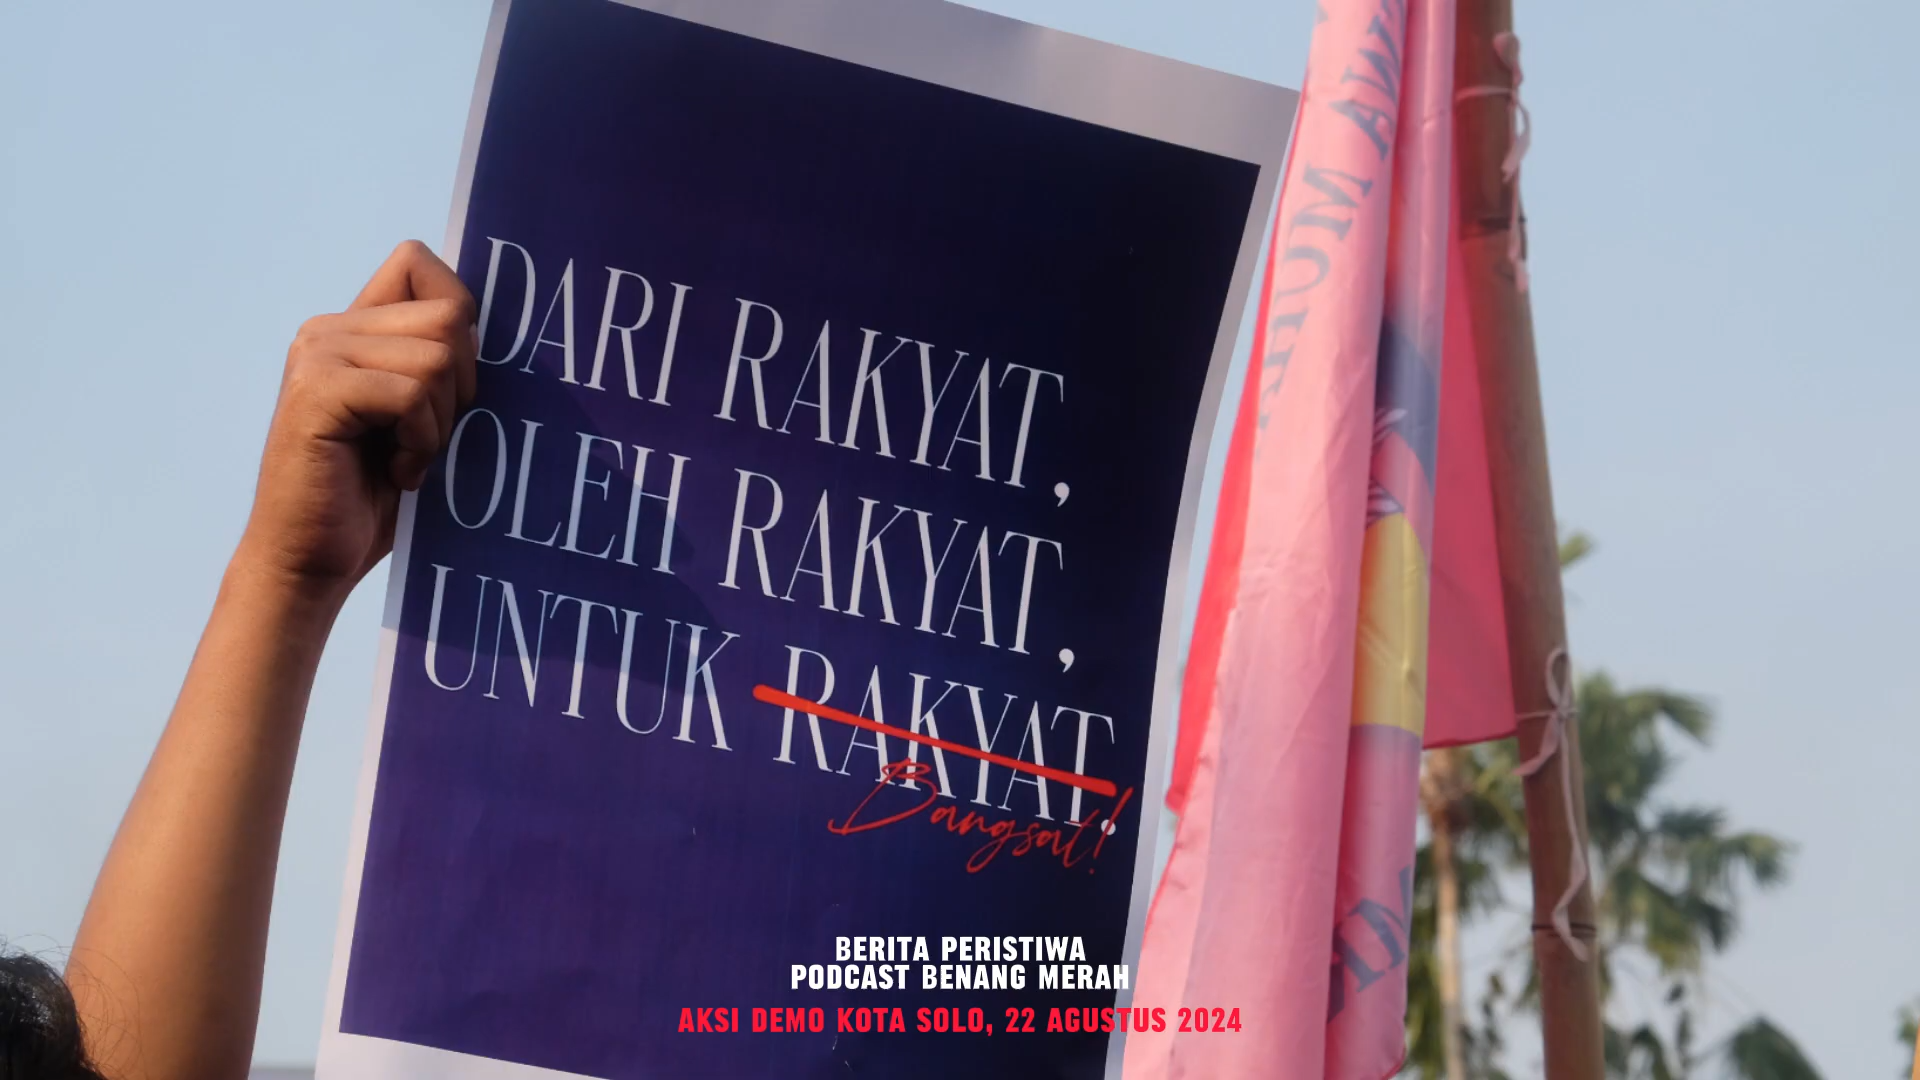 DARI RAKYAT,
OLEH RAKYAT,
UNTUK RAKYAT.
Bangsat!
BERITA PERISTIWA
PODCAST BENANG MERAH
AKSI DEMO KOTA SOLO, 22 AGUSTUS 2024